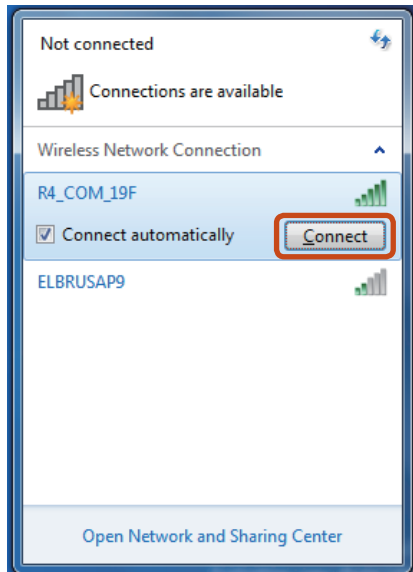 Not connected
Connections are available
Wireless Network Connection
R4_COM_19F
Connect automatically
Connect
ELBRUSAP9
Open Network and Sharing Center